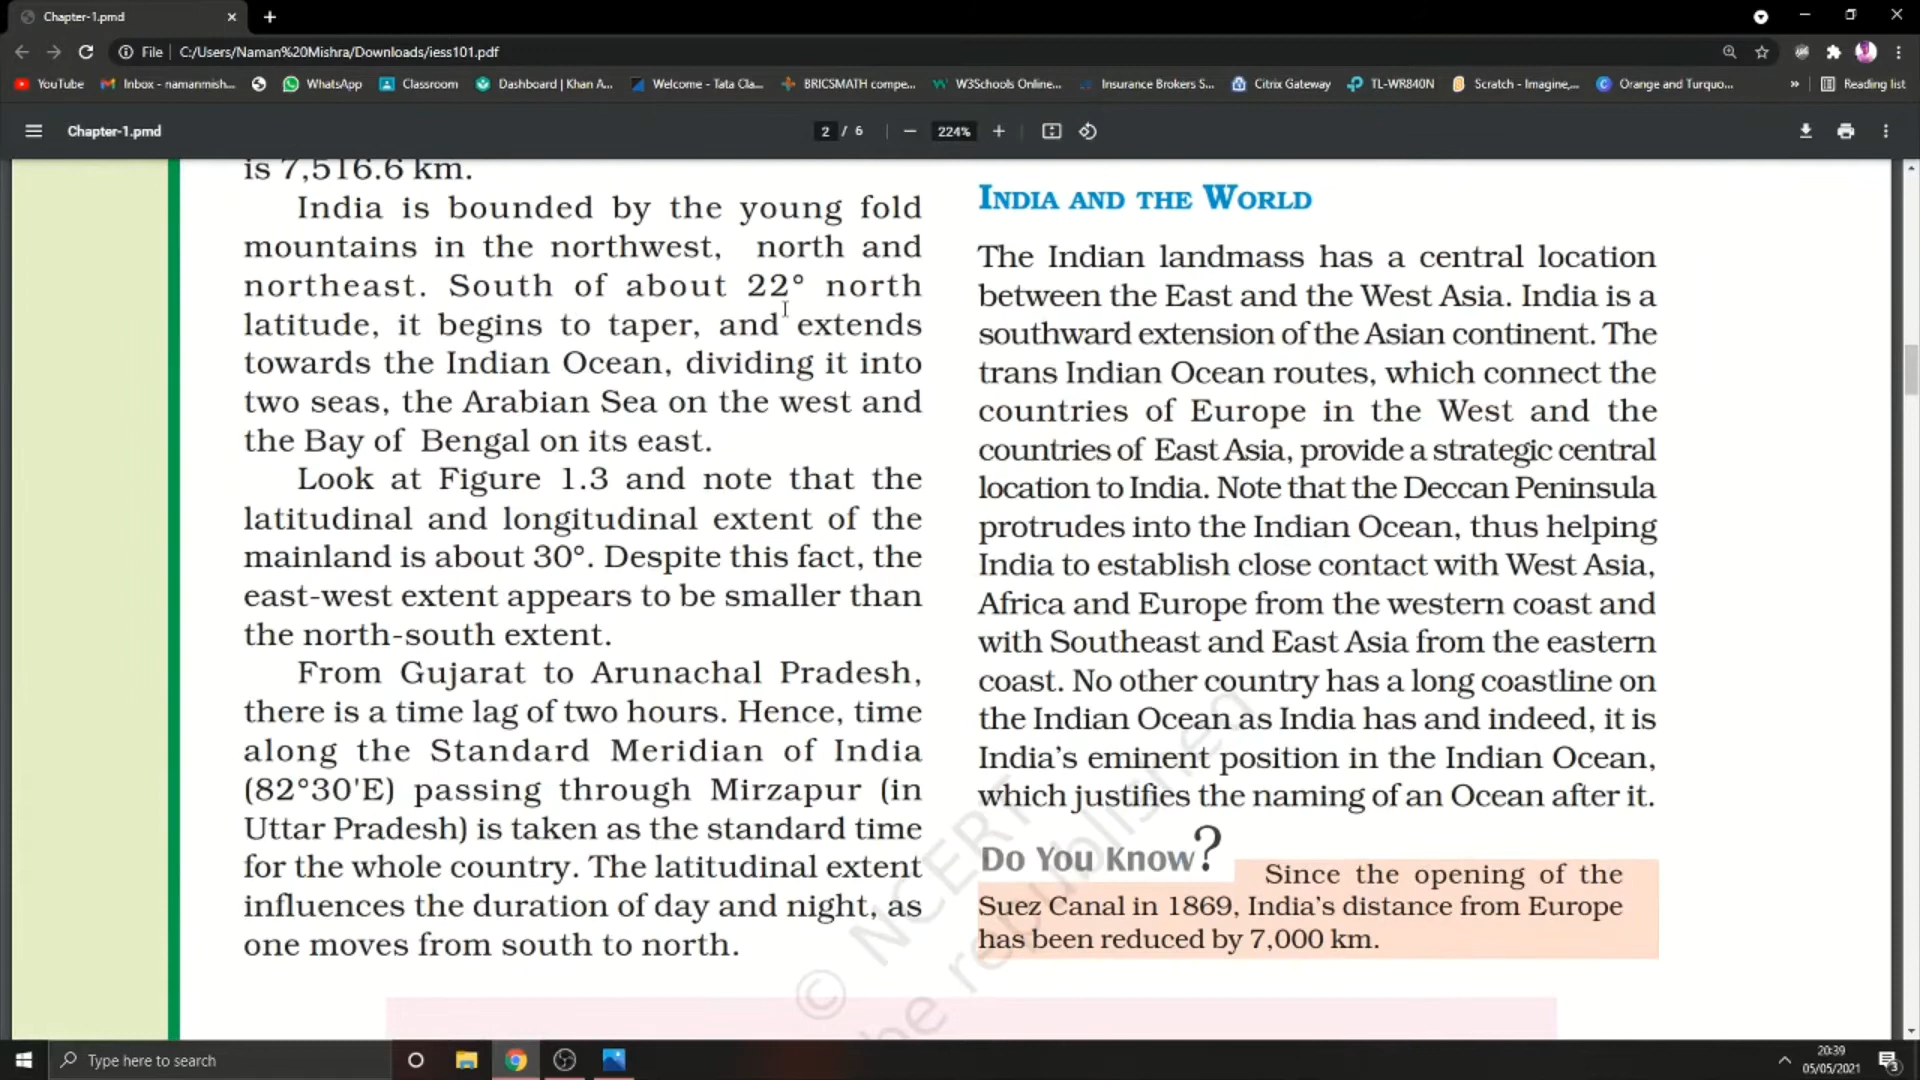 Chapter-1.pmd
File
C:/Users/Naman%20Mishra/Downloads/iess101.pdf
YouTube
Inbox - namanmish...
WhatsApp
Classroom
Dashboard | Khan A...
Welcome - Tata Cla...
BRICSMATH compe...
W3Schools Online...
Insurance Brokers S...
Citrix Gateway
TL-WR840N
Scratch - Imagine,...
Orange and Turquo...
»
Reading list
Chapter-1.pmd
2 / 6
224%
is 7,516.6 km.
India is bounded by the young fold
mountains in the northwest, north and
northeast. South of about 22° north
latitude, it begins to taper, and extends
towards the Indian Ocean, dividing it into
two seas, the Arabian Sea on the west and
the Bay of Bengal on its east.
Look at Figure 1.3 and note that the
latitudinal and longitudinal extent of the
mainland is about 30°. Despite this fact, the
east-west extent appears to be smaller than
the north-south extent.
From Gujarat to Arunachal Pradesh,
there is a time lag of two hours. Hence, time
along the Standard Meridian of India
(82°30'E) passing through Mirzapur (in
Uttar Pradesh) is taken as the standard time
for the whole country. The latitudinal extent
influences the duration of day and night, as
one moves from south to north.
INDIA AND THE WORLD
The Indian landmass has a central location
between the East and the West Asia. India is a
southward extension of the Asian continent. The
trans Indian Ocean routes, which connect the
countries of Europe in the West and the
countries of East Asia, provide a strategic central
location to India. Note that the Deccan Peninsula
protrudes into the Indian Ocean, thus helping
India to establish close contact with West Asia,
Africa and Europe from the western coast and
with Southeast and East Asia from the eastern
coast. No other country has a long coastline on
the Indian Ocean as India has and indeed, it is
India's eminent position in the Indian Ocean,
which justifies the naming of an Ocean after it.
Do You Know?
Since the opening of the
Suez Canal in 1869, India's distance from Europe
has been reduced by 7,000 km.
© NCERT
be republished
Type here to search
20:39
05/05/2021
3